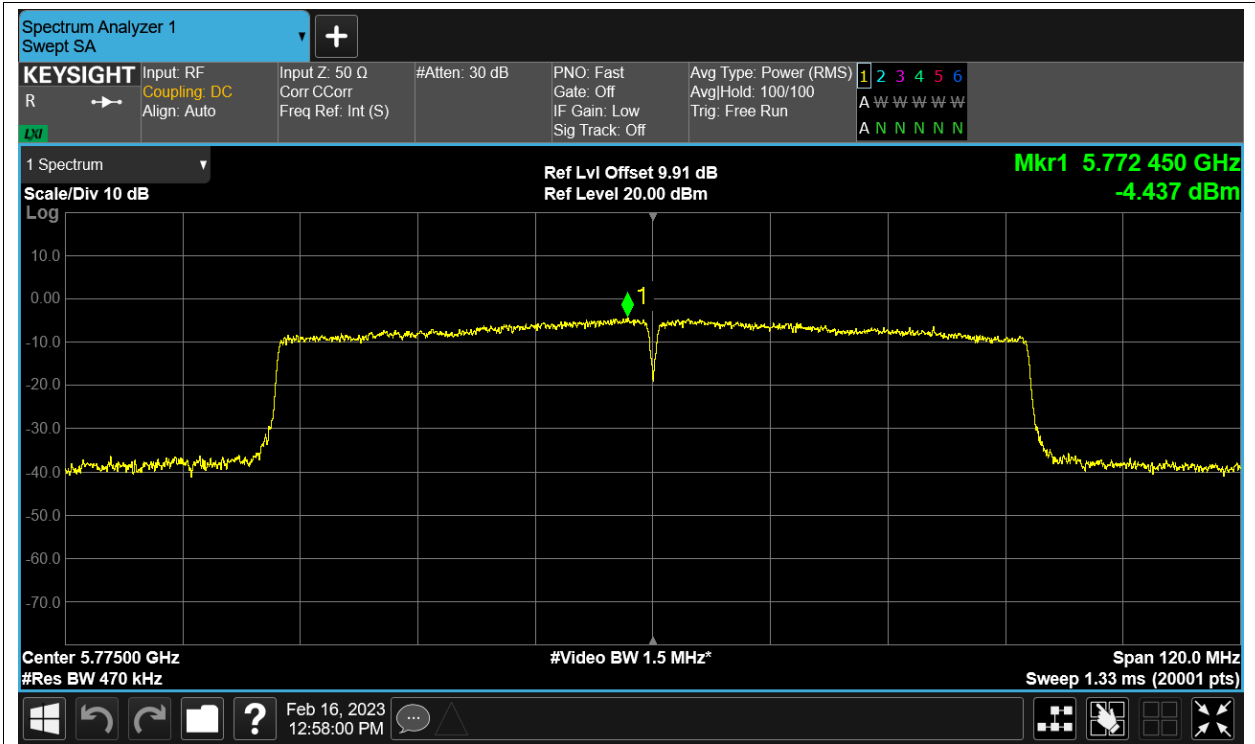 Spectrum Analyzer 1
Swept SA
+
KEYSIGHT
R
LXI
Input: RF
Coupling: DC
Align: Auto
Input Z: 50 Ω
Corr CCorr
Freq Ref: Int (S)
#Atten: 30 dB
PNO: Fast
Gate: Off
IF Gain: Low
Sig Track: Off
Avg Type: Power (RMS)
Avg|Hold: 100/100
Trig: Free Run
1 2 3 4 5 6
A W W W W W
A N N N N N
1 Spectrum
Scale/Div 10 dB
Ref Lvl Offset 9.91 dB
Ref Level 20.00 dBm
Mkr1 5.772 450 GHz
-4.437 dBm
Log
10.0
0.00
-10.0
-20.0
-30.0
-40.0
-50.0
-60.0
-70.0
1
Center 5.77500 GHz
#Res BW 470 kHz
#Video BW 1.5 MHz*
Span 120.0 MHz
Sweep 1.33 ms (20001 pts)
?
Feb 16, 2023
12:58:00 PM